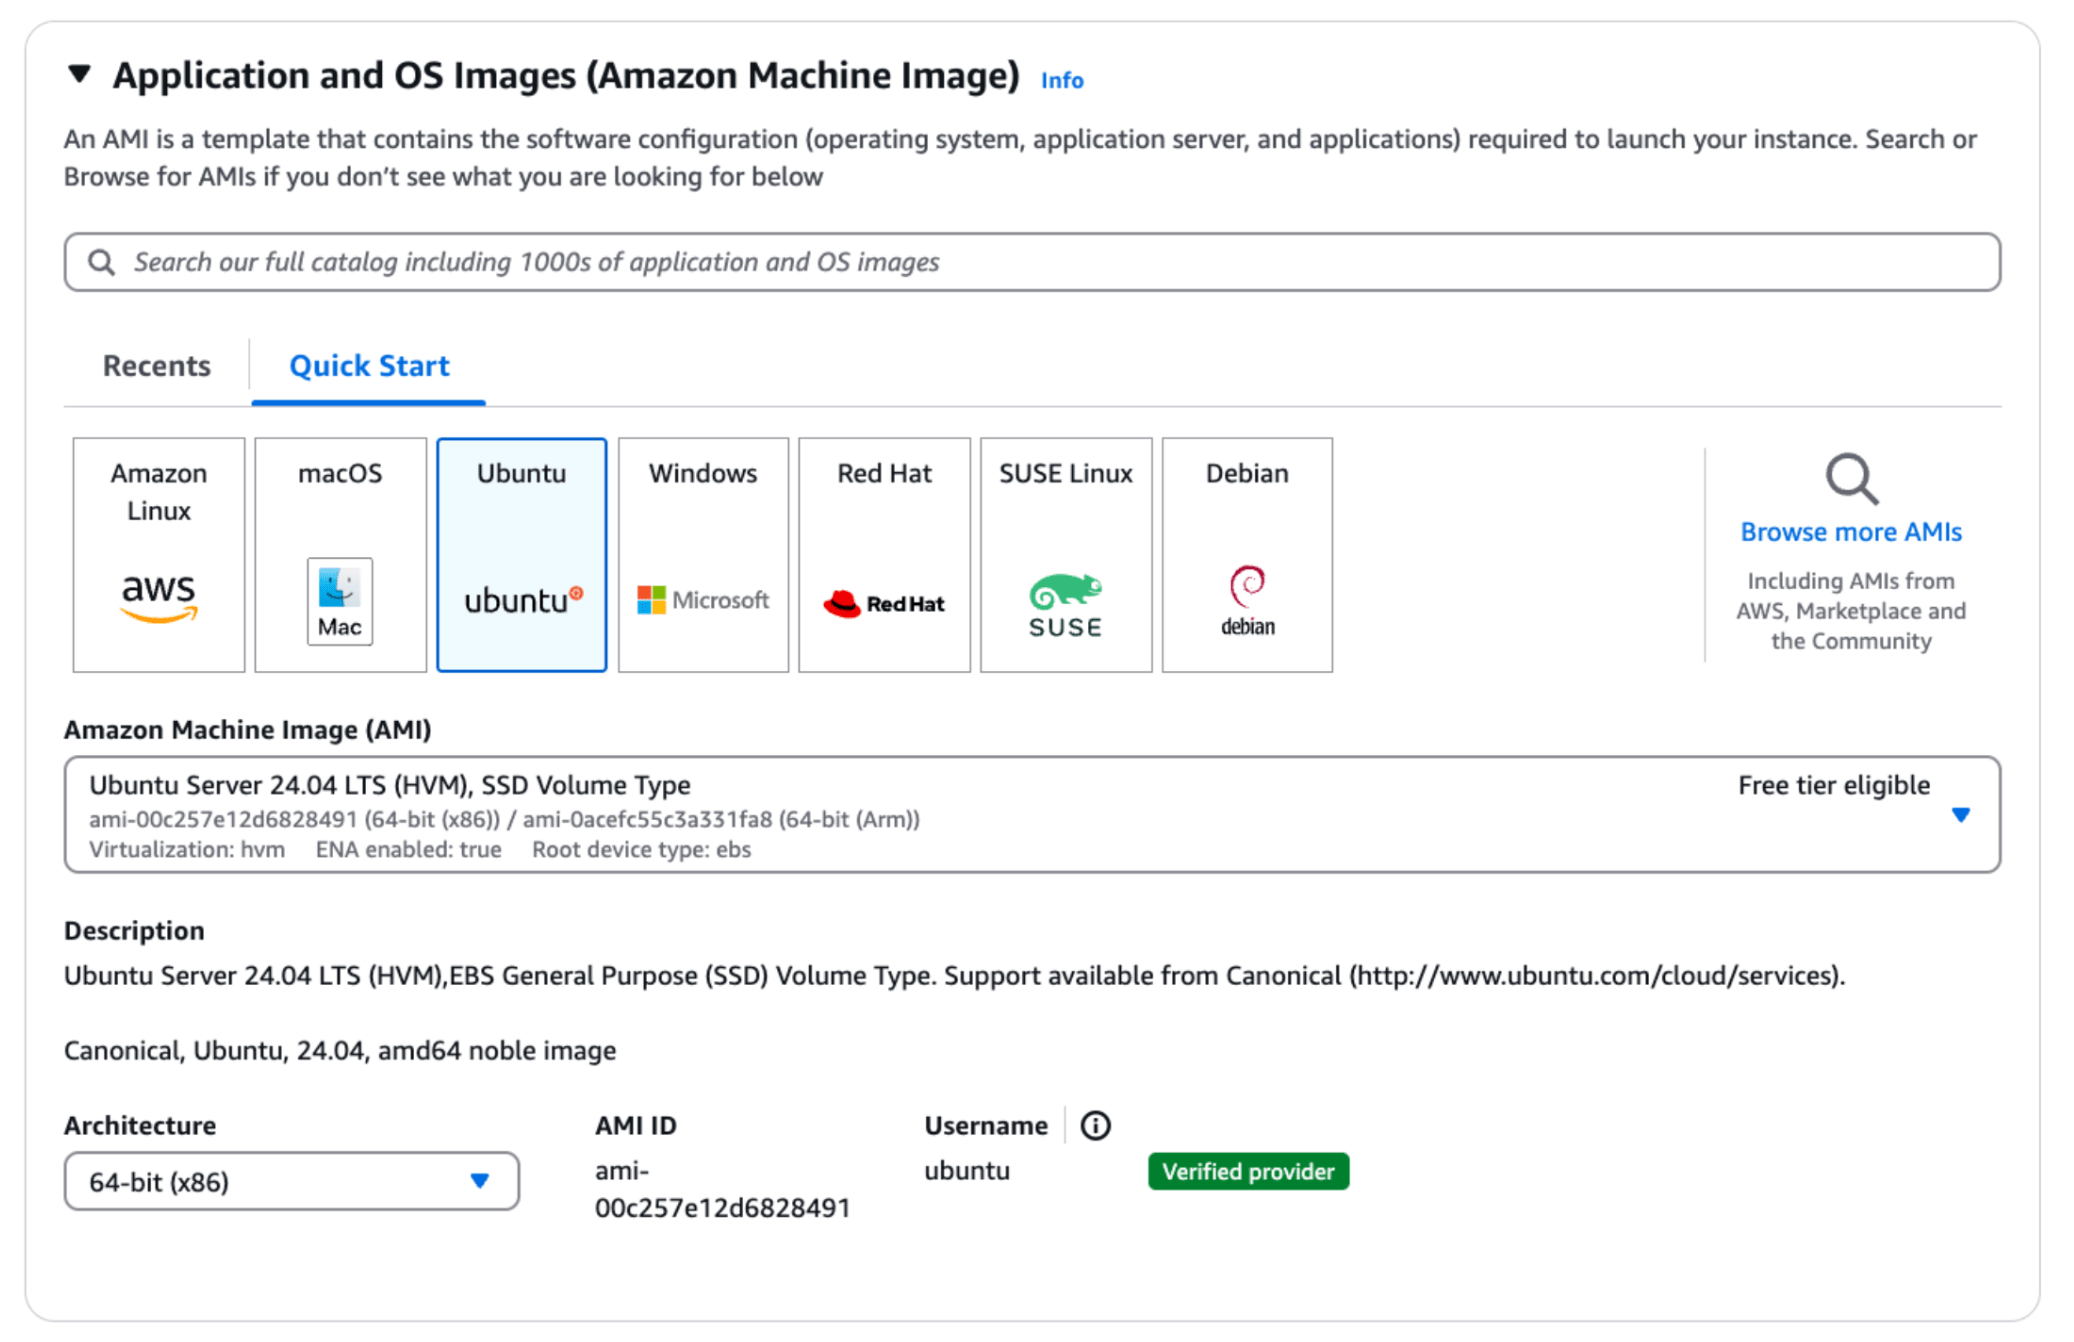 Application and OS Images (Amazon Machine Image) Info
An AMI is a template that contains the software configuration (operating system, application server, and applications) required to launch your instance. Search or
Browse for AMIs if you don’t see what you are looking for below
Search our full catalog including 1000s of application and OS images
Recents
Quick Start
Amazon
Linux
aws
macOS
Mac
Ubuntu
ubuntu
Windows
Microsoft
Red Hat
Red Hat
SUSE Linux
SUSE
Debian
debian
Browse more AMIs
Including AMIs from
AWS, Marketplace and
the Community
Amazon Machine Image (AMI)
Ubuntu Server 24.04 LTS (HVM), SSD Volume Type
Free tier eligible
ami-00c257e12d6828491 (64-bit (x86)) / ami-0acefc55c3a331fa8 (64-bit (Arm))
Virtualization: hvm ENA enabled: true Root device type: ebs
Description
Ubuntu Server 24.04 LTS (HVM),EBS General Purpose (SSD) Volume Type. Support available from Canonical (http://www.ubuntu.com/cloud/services).
Canonical, Ubuntu, 24.04, amd64 noble image
Architecture
64-bit (x86)
AMI ID
ami-
00c257e12d6828491
Username
ubuntu
Verified provider